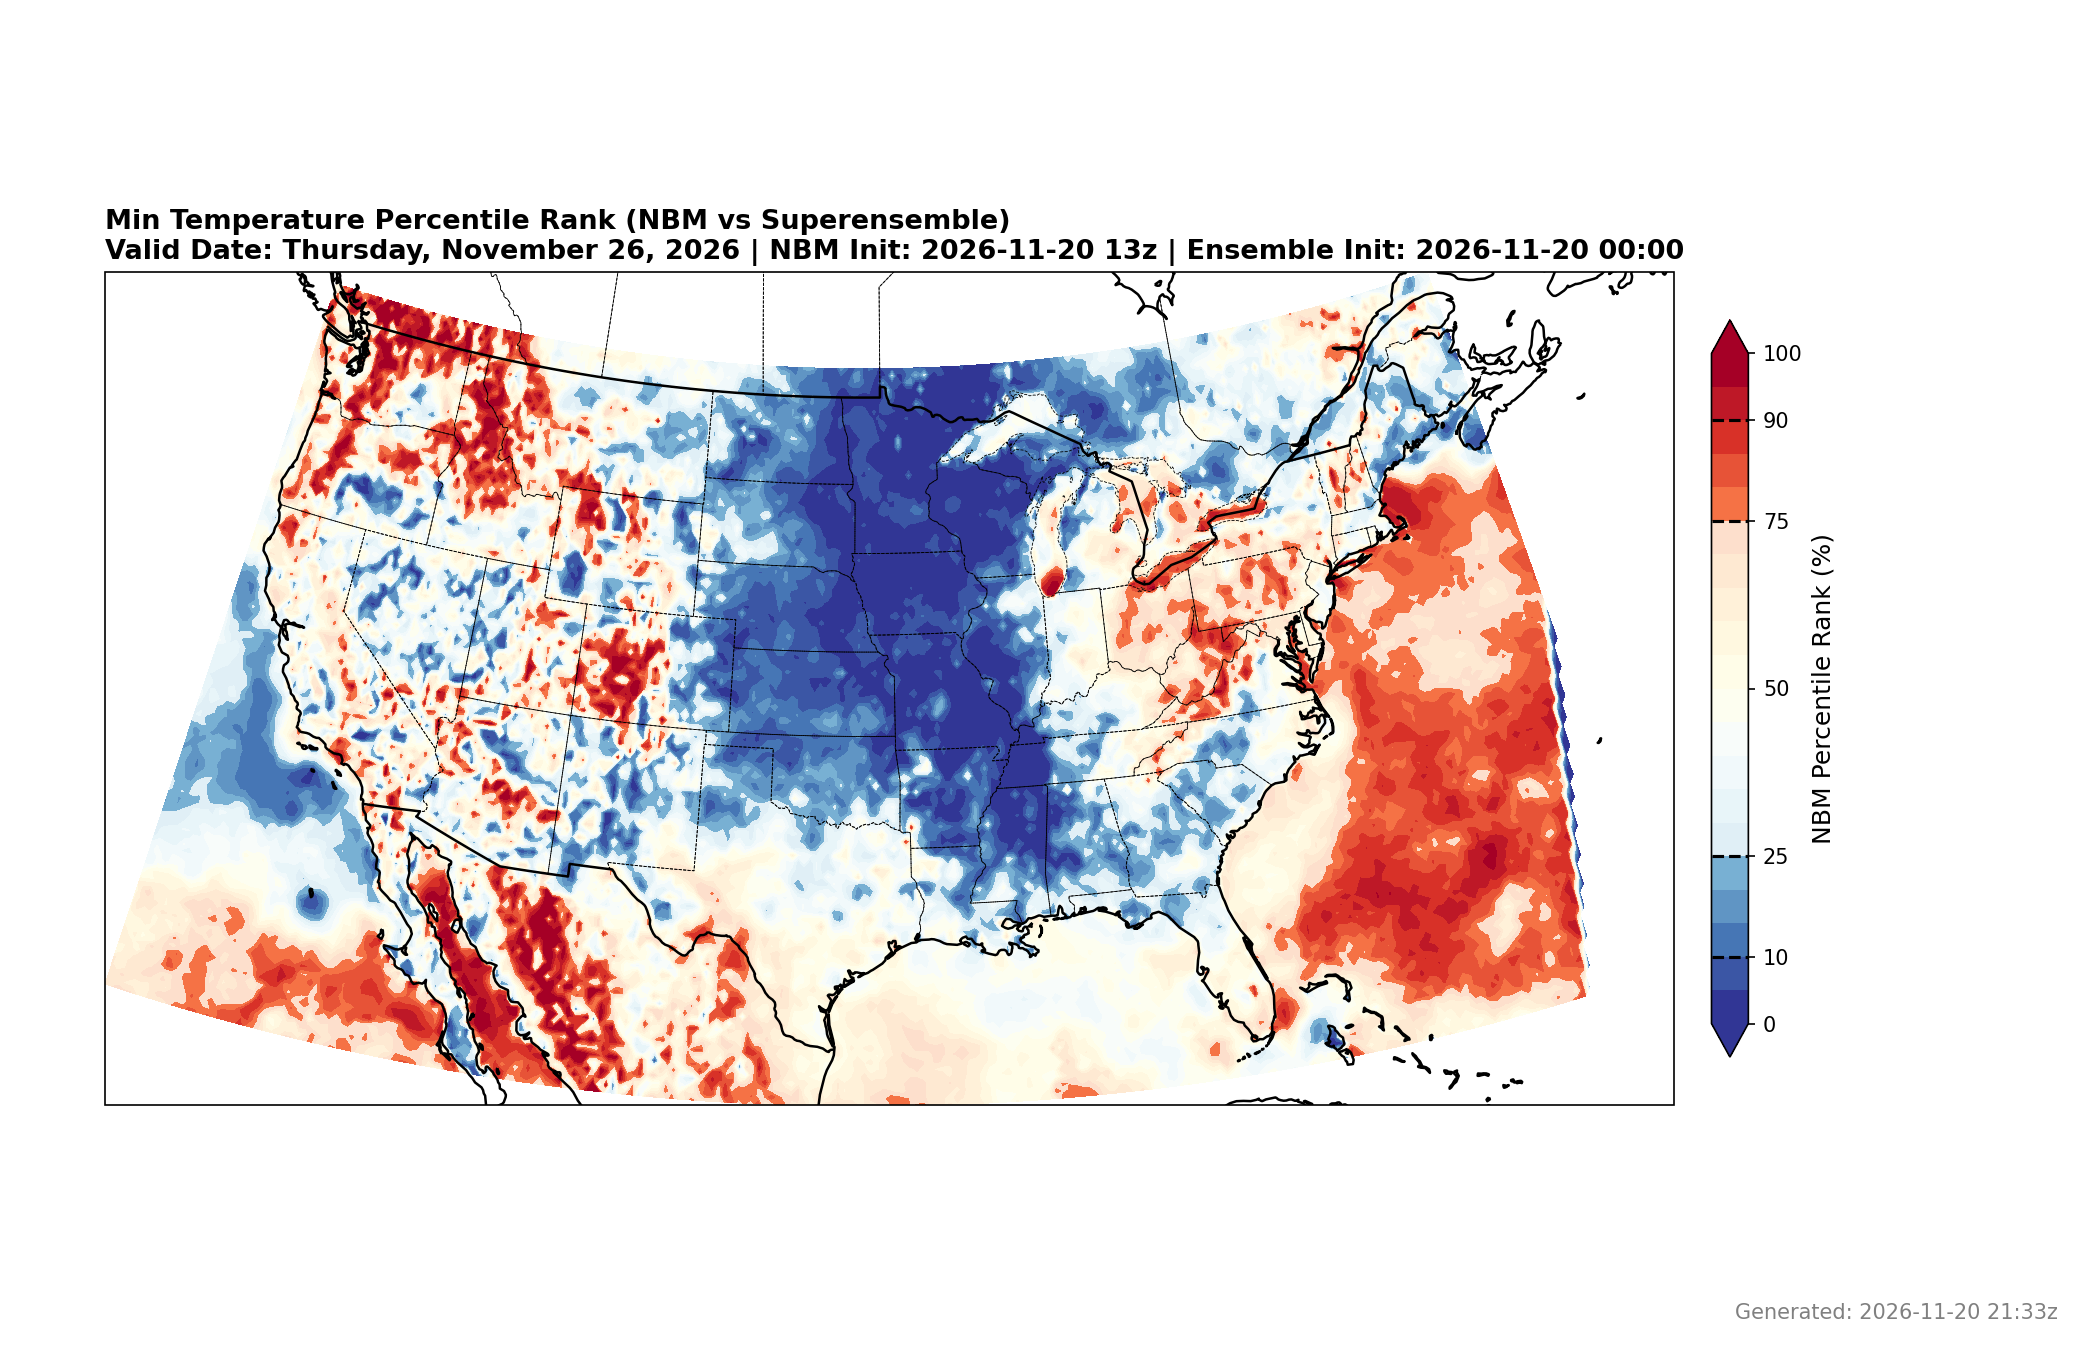 Min Temperature Percentile Rank (NBM vs Superensemble)
Valid Date: Thursday, November 26, 2026 | NBM Init: 2026-11-20 13z | Ensemble Init: 2026-11-20 00:00
100
90
75
50
25
10
0
NBM Percentile Rank (%)
Generated: 2026-11-20 21:33z